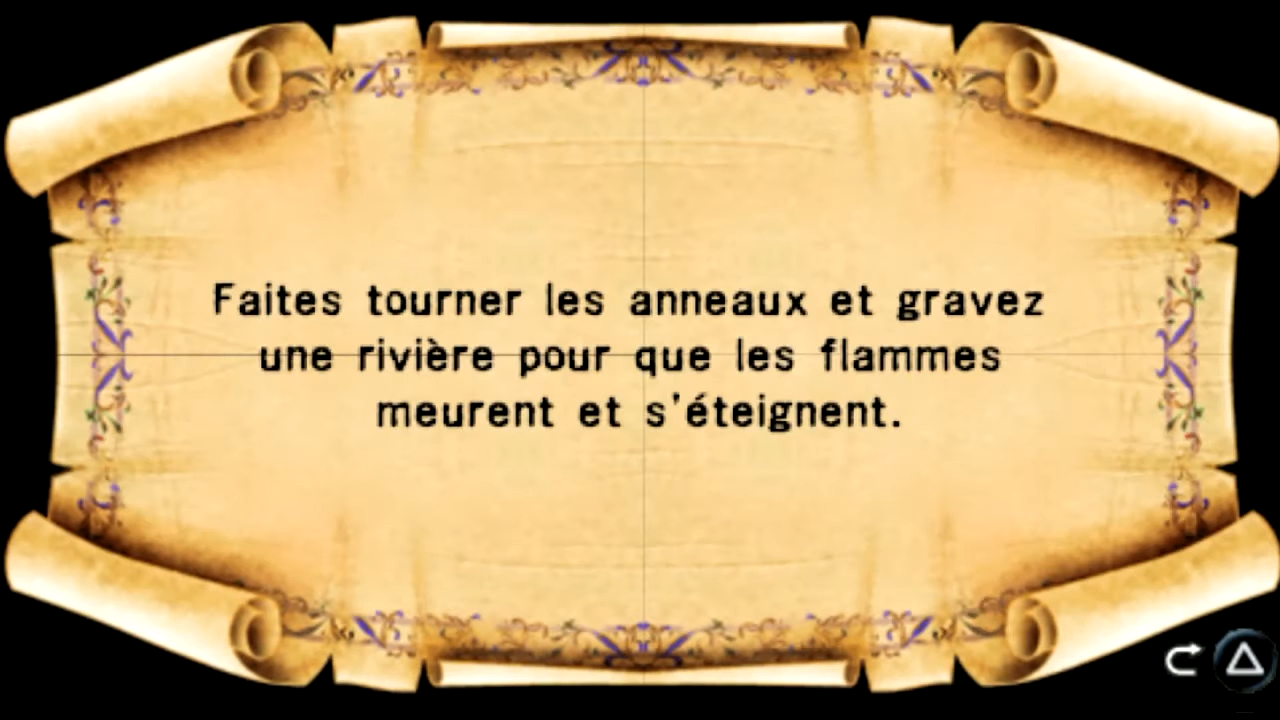 Faites tourner les anneaux et gravez
une rivière pour que les flammes
meurent et s'éteignent.